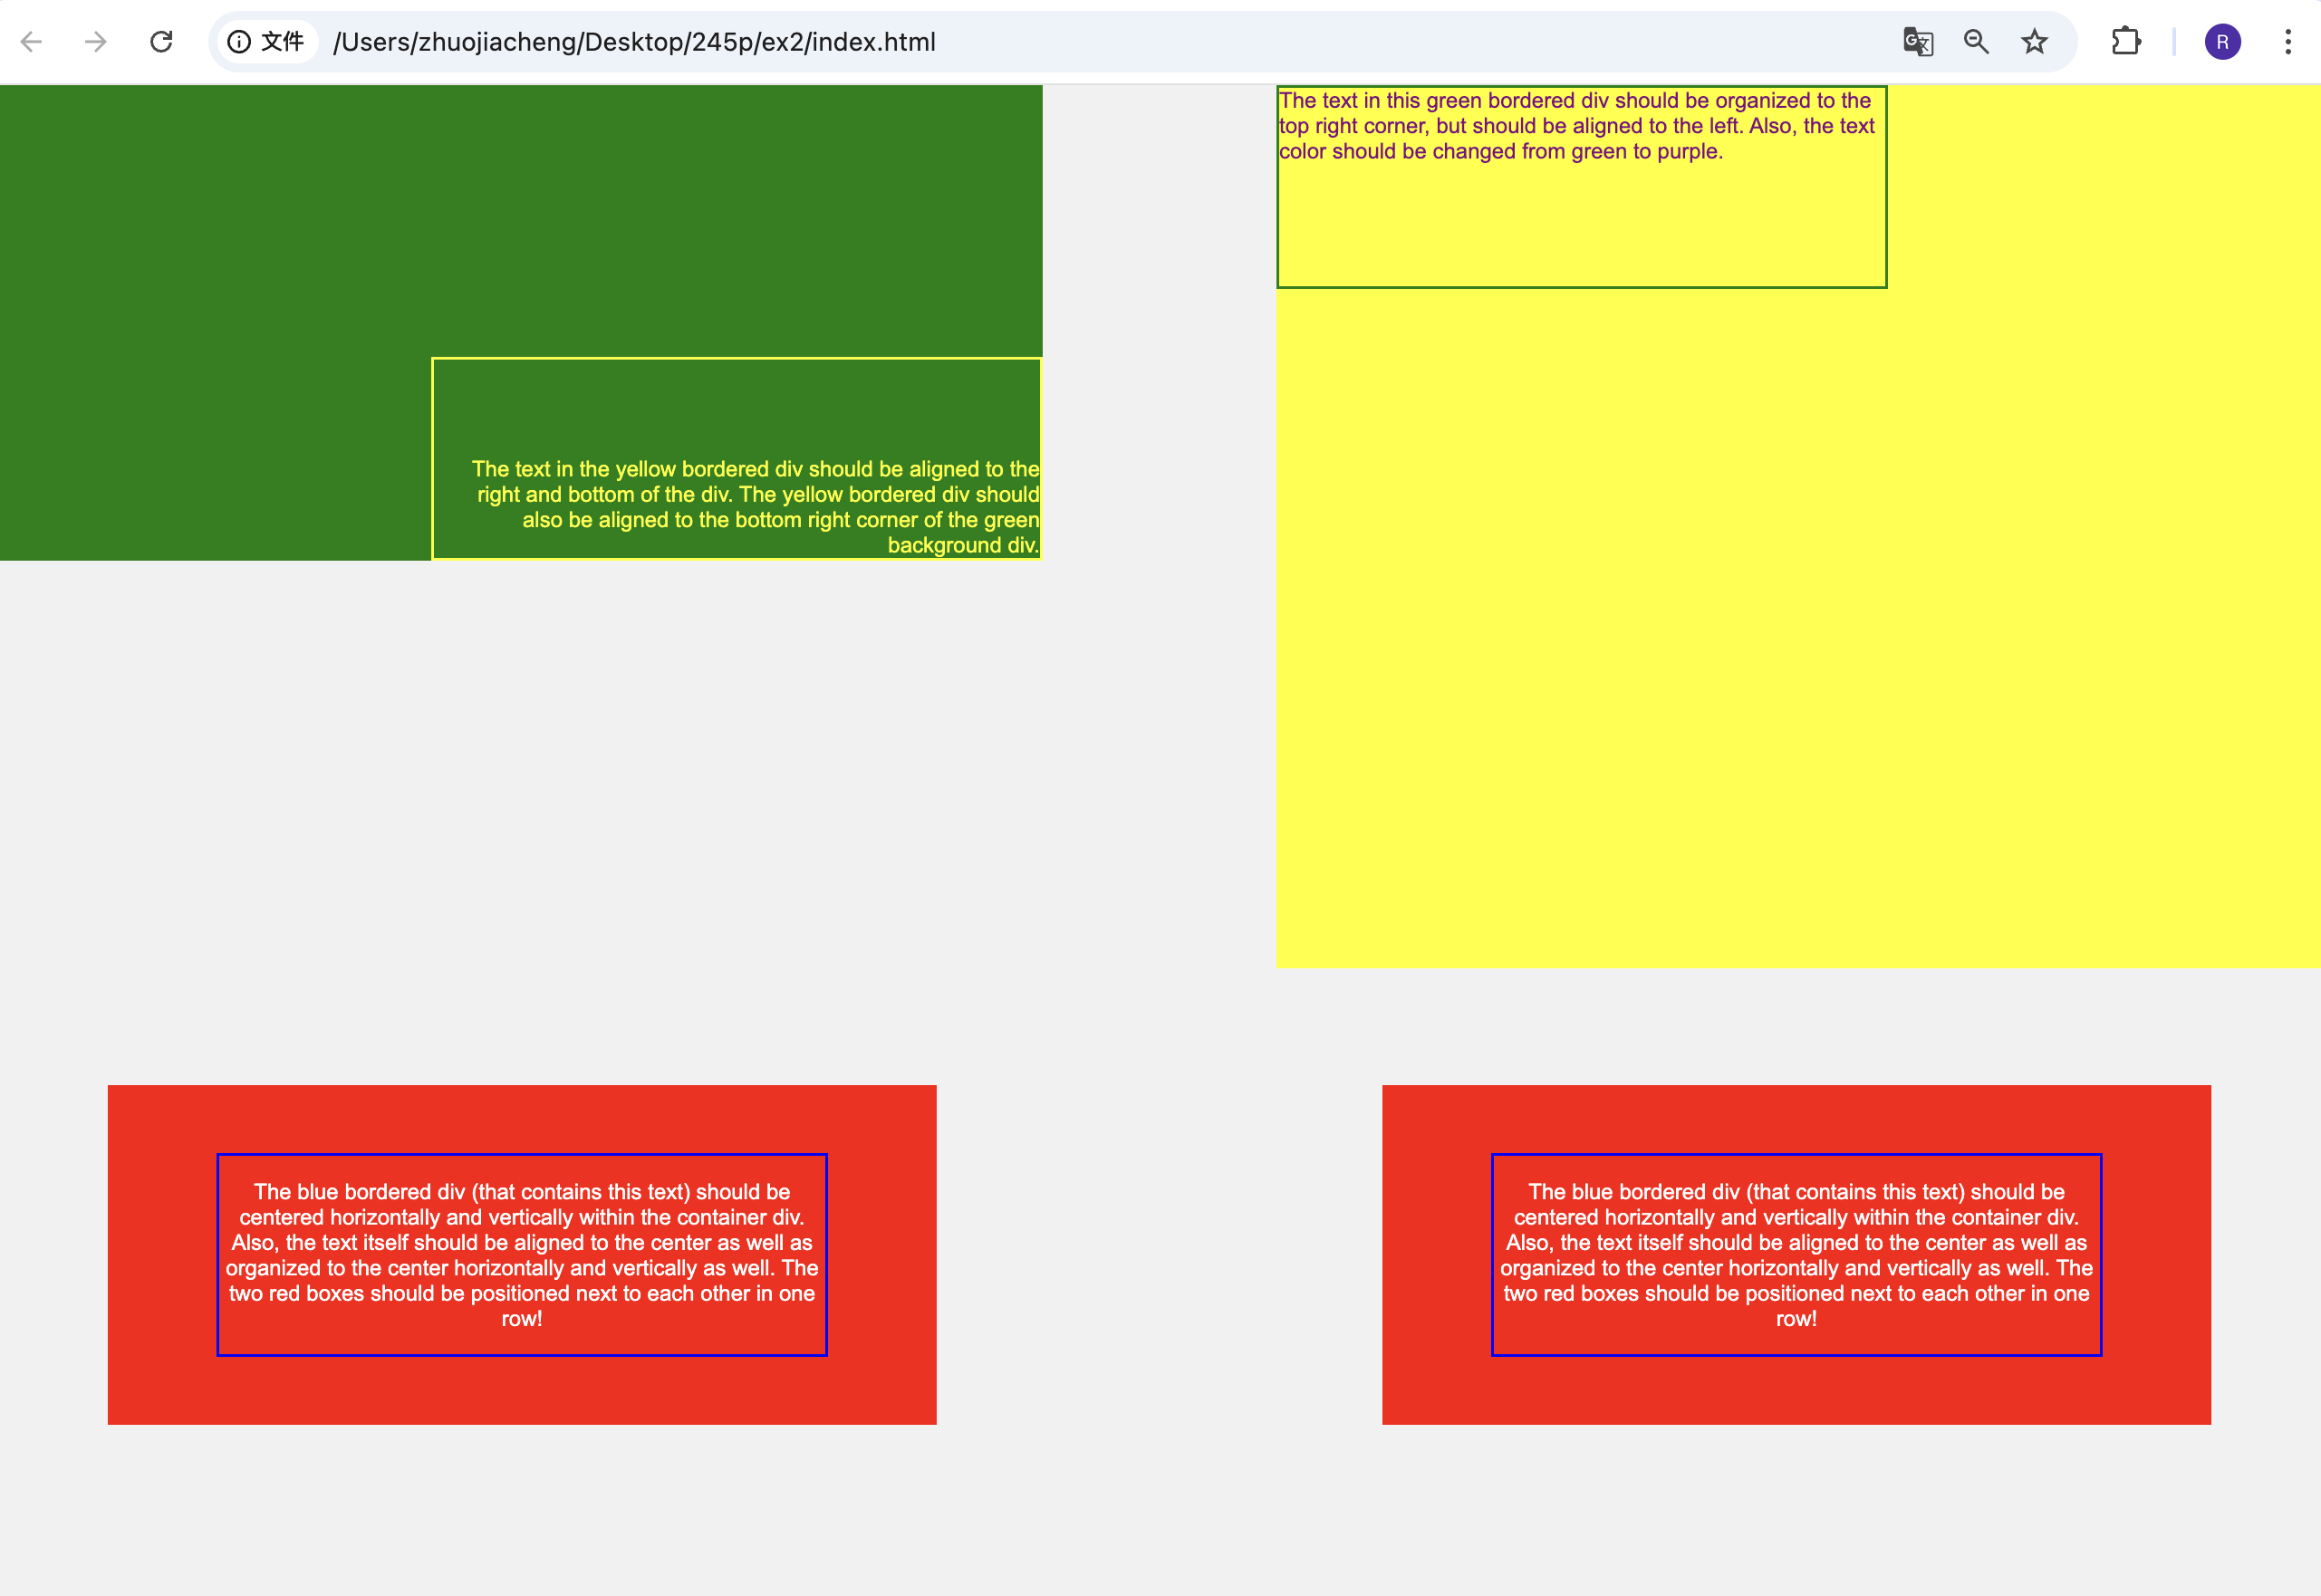 文件 /Users/zhuojiacheng/Desktop/245p/ex2/index.html
R
The text in this green bordered div should be organized to the
top right corner, but should be aligned to the left. Also, the text
color should be changed from green to purple.
The text in the yellow bordered div should be aligned to the
right and bottom of the div. The yellow bordered div should
also be aligned to the bottom right corner of the green
background div.
The blue bordered div (that contains this text) should be
centered horizontally and vertically within the container div.
Also, the text itself should be aligned to the center as well as
organized to the center horizontally and vertically as well. The
two red boxes should be positioned next to each other in one
row!
The blue bordered div (that contains this text) should be
centered horizontally and vertically within the container div.
Also, the text itself should be aligned to the center as well as
organized to the center horizontally and vertically as well. The
two red boxes should be positioned next to each other in one
row!